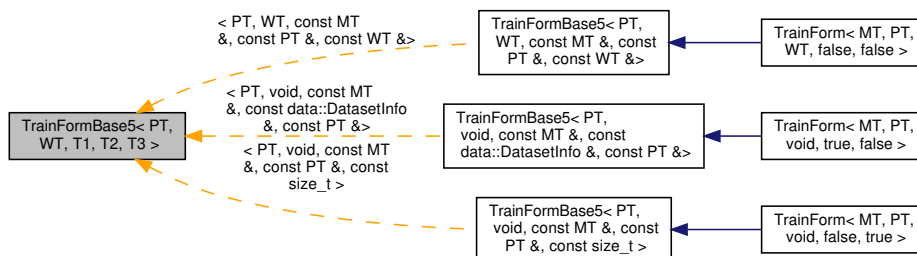 < PT, WT, const MT
&, const PT &, const WT &>
TrainFormBase5< PT,
WT, const MT &, const
PT &, const WT &>
TrainForm< MT, PT,
WT, false, false >
< PT, void, const MT
&, const data::DatasetInfo
&, const PT &>
TrainFormBase5< PT,
WT, T1, T2, T3 >
TrainFormBase5< PT,
void, const MT &, const
data::DatasetInfo &, const PT &>
TrainForm< MT, PT,
void, true, false >
< PT, void, const MT
&, const PT &, const
size_t >
TrainFormBase5< PT,
void, const MT &, const
PT &, const size_t >
TrainForm< MT, PT,
void, false, true >